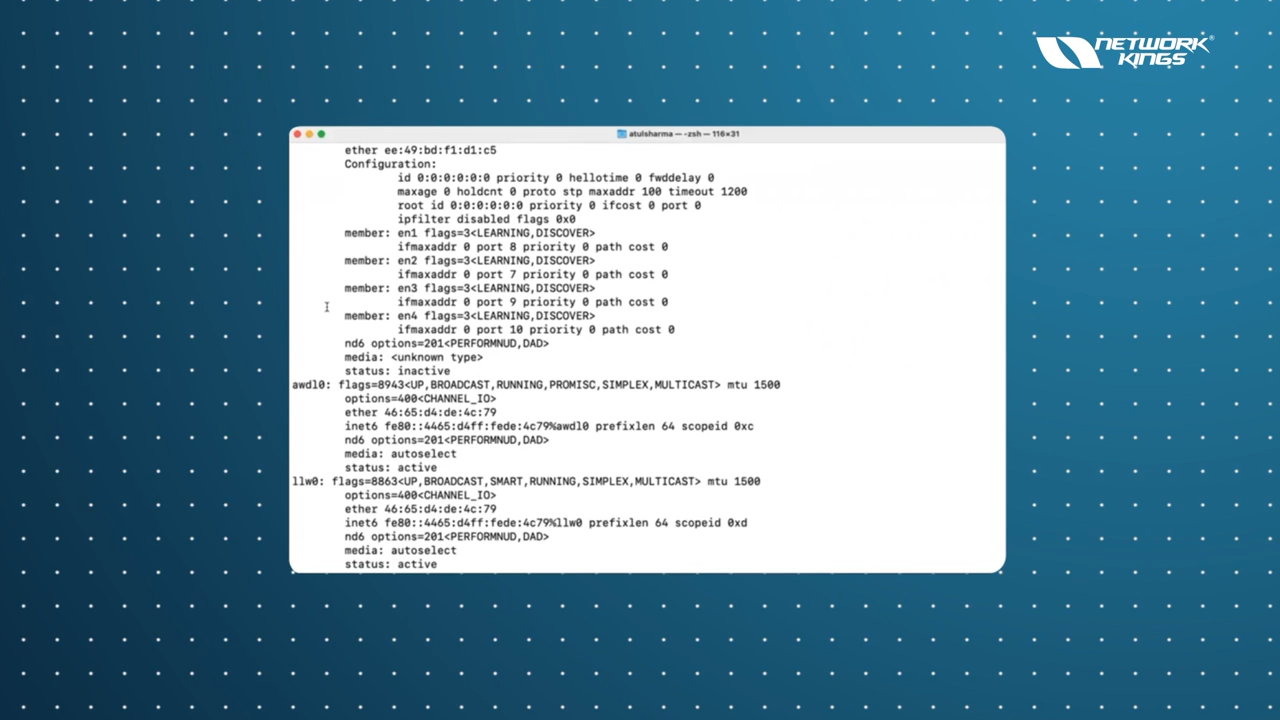 NETWORK
KINGS®
atulsharma — -zsh — 116×31
ether ee:49:bd:f1:d1:c5
Configuration:
id 0:0:0:0:0:0 priority 0 hellotime 0 fwddelay 0
maxage 0 holdcnt 0 proto stp maxaddr 100 timeout 1200
root id 0:0:0:0:0:0 priority 0 ifcost 0 port 0
ipfilter disabled flags 0x0
member: en1 flags=3<LEARNING,DISCOVER>
ifmaxaddr 0 port 8 priority 0 path cost 0
member: en2 flags=3<LEARNING,DISCOVER>
ifmaxaddr 0 port 7 priority 0 path cost 0
member: en3 flags=3<LEARNING,DISCOVER>
ifmaxaddr 0 port 9 priority 0 path cost 0
member: en4 flags=3<LEARNING,DISCOVER>
ifmaxaddr 0 port 10 priority 0 path cost 0
nd6 options=201<PERFORMNUD,DAD>
media: <unknown type>
status: inactive
awdl0: flags=8943<UP,BROADCAST,RUNNING,PROMISC,SIMPLEX,MULTICAST> mtu 1500
options=400<CHANNEL_IO>
ether 46:65:d4:de:4c:79
inet6 fe80::4465:d4ff:fede:4c79%awdl0 prefixlen 64 scopeid 0xc
nd6 options=201<PERFORMNUD,DAD>
media: autoselect
status: active
llw0: flags=8863<UP,BROADCAST,SMART,RUNNING,SIMPLEX,MULTICAST> mtu 1500
options=400<CHANNEL_IO>
ether 46:65:d4:de:4c:79
inet6 fe80::4465:d4ff:fede:4c79%llw0 prefixlen 64 scopeid 0xd
nd6 options=201<PERFORMNUD,DAD>
media: autoselect
status: active